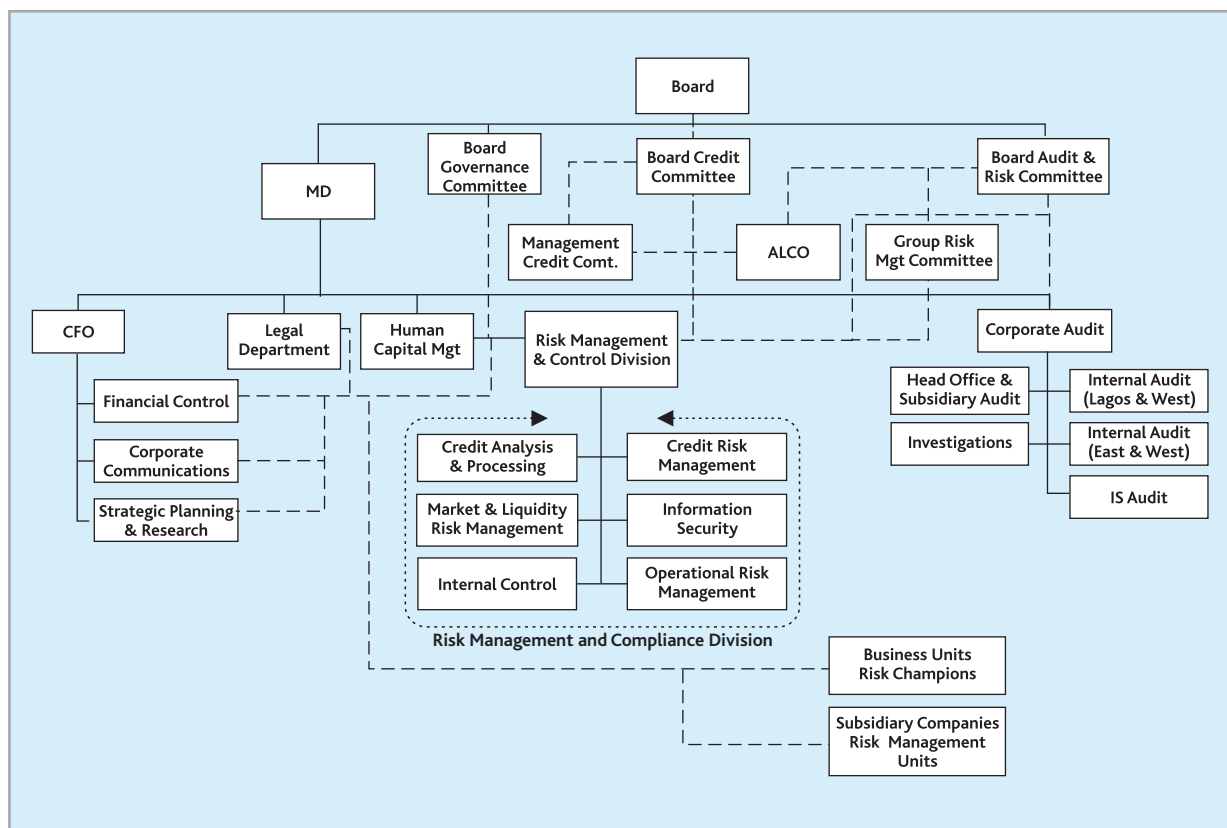 Board
MD
Board
Governance
Committee
Board Credit
Committee
Board Audit &
Risk Committee
Management
Credit Comt.
ALCO
Group Risk
Mgt Committee
CFO
Legal
Department
Human
Capital Mgt
Risk Management
& Control Division
Corporate Audit
Financial Control
Corporate
Communications
Strategic Planning
& Research
Head Office &
Subsidiary Audit
Internal Audit
(Lagos & West)
Investigations
Internal Audit
(East & West)
IS Audit
Credit Analysis
& Processing
Credit Risk
Management
Market & Liquidity
Risk Management
Information
Security
Internal Control
Operational Risk
Management
Risk Management and Compliance Division
Business Units
Risk Champions
Subsidiary Companies
Risk Management
Units